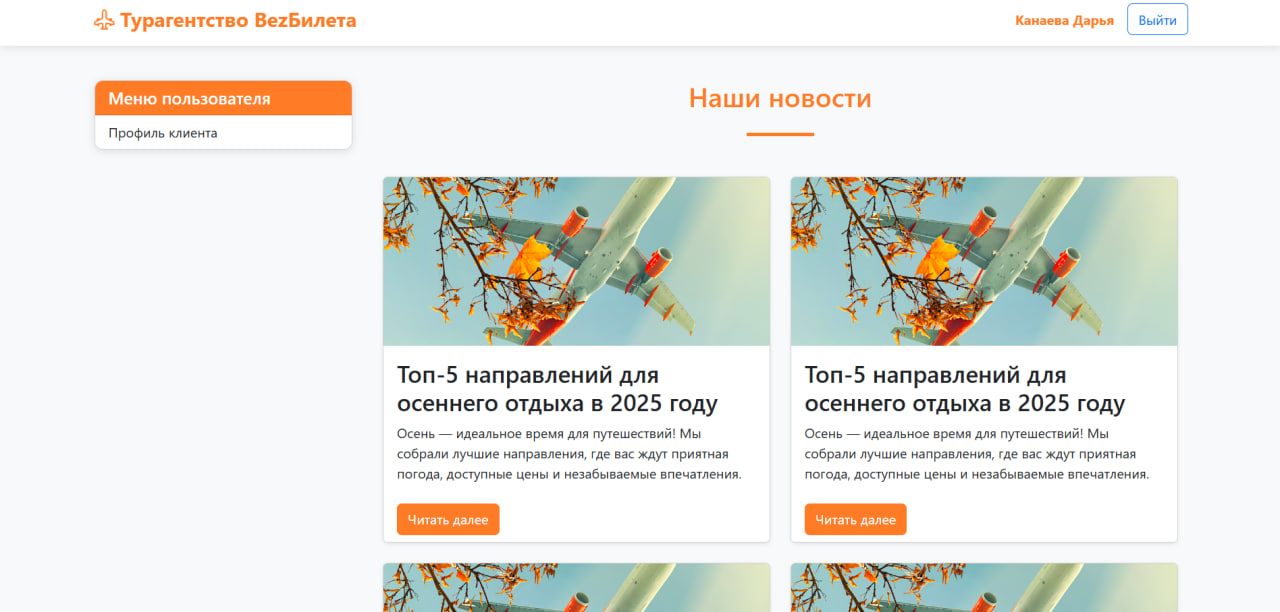 Турагентство BezБилета
Канаева Дарья
Выйти
Меню пользователя
Профиль клиента
Наши новости
Топ-5 направлений для
осеннего отдыха в 2025 году
Осень — идеальное время для путешествий! Мы
собрали лучшие направления, где вас ждут приятная
погода, доступные цены и незабываемые впечатления.
Читать далее
Топ-5 направлений для
осеннего отдыха в 2025 году
Осень — идеальное время для путешествий! Мы
собрали лучшие направления, где вас ждут приятная
погода, доступные цены и незабываемые впечатления.
Читать далее